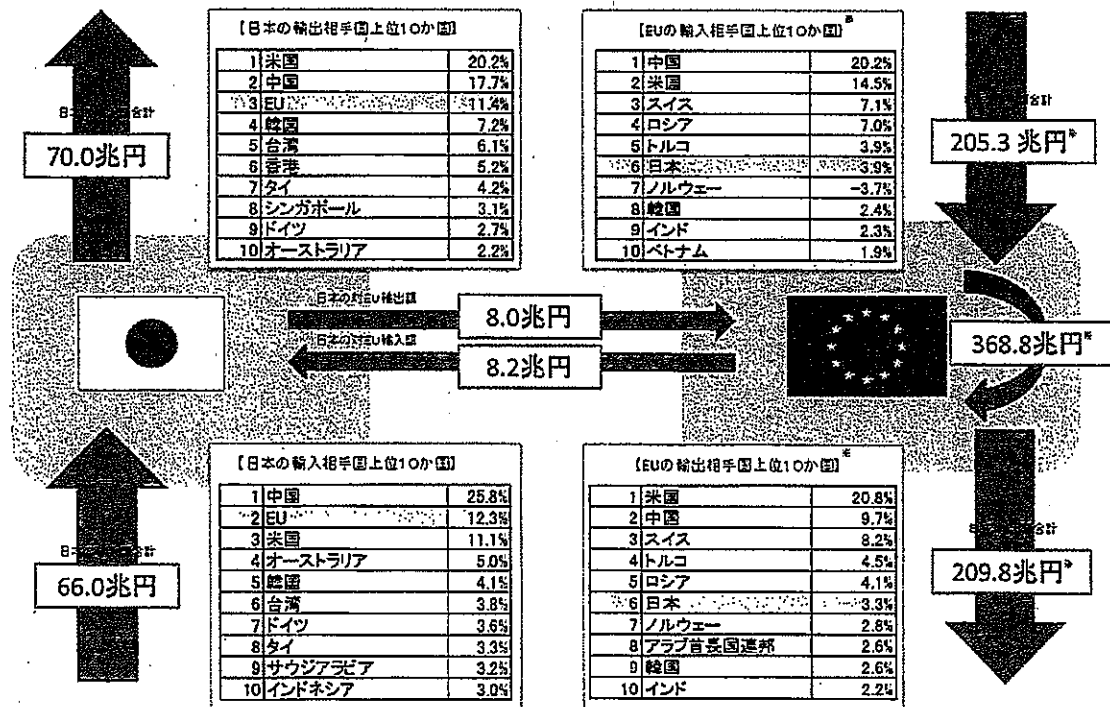 【日本の輸出相手国上位10か国】
1 米国 20.2%
2 中国 17.7%
3 EU 11.4%
4 韓国 7.2%
5 台湾 6.1%
6 香港 5.2%
7 タイ 4.2%
8 シンガポール 3.1%
9 ドイツ 2.7%
10 オーストラリア 2.2%
【EUの輸入相手国上位10か国】※
1 中国 20.2%
2 米国 14.5%
3 スイス 7.1%
4 ロシア 7.0%
5 トルコ 3.9%
6 日本 3.9%
7 ノルウェー -3.7%
8 韓国 2.4%
9 インド 2.3%
10 ベトナム 1.9%
合計
70.0兆円
合計
205.3 兆円※
日本の対EU輸出額
8.0兆円
日本の対EU輸入額
8.2兆円
368.8兆円※
【日本の輸入相手国上位10か国】
1 中国 25.8%
2 EU 12.3%
3 米国 11.1%
4 オーストラリア 5.0%
5 韓国 4.1%
6 台湾 3.8%
7 ドイツ 3.6%
8 タイ 3.3%
9 サウジアラビア 3.2%
10 インドネシア 3.0%
【EUの輸出相手国上位10か国】※
1 米国 20.8%
2 中国 9.7%
3 スイス 8.2%
4 トルコ 4.5%
5 ロシア 4.1%
6 日本 3.3%
7 ノルウェー 2.8%
8 アラブ首長国連邦 2.6%
9 韓国 2.6%
10 インド 2.2%
合計
66.0兆円
合計
209.8兆円※